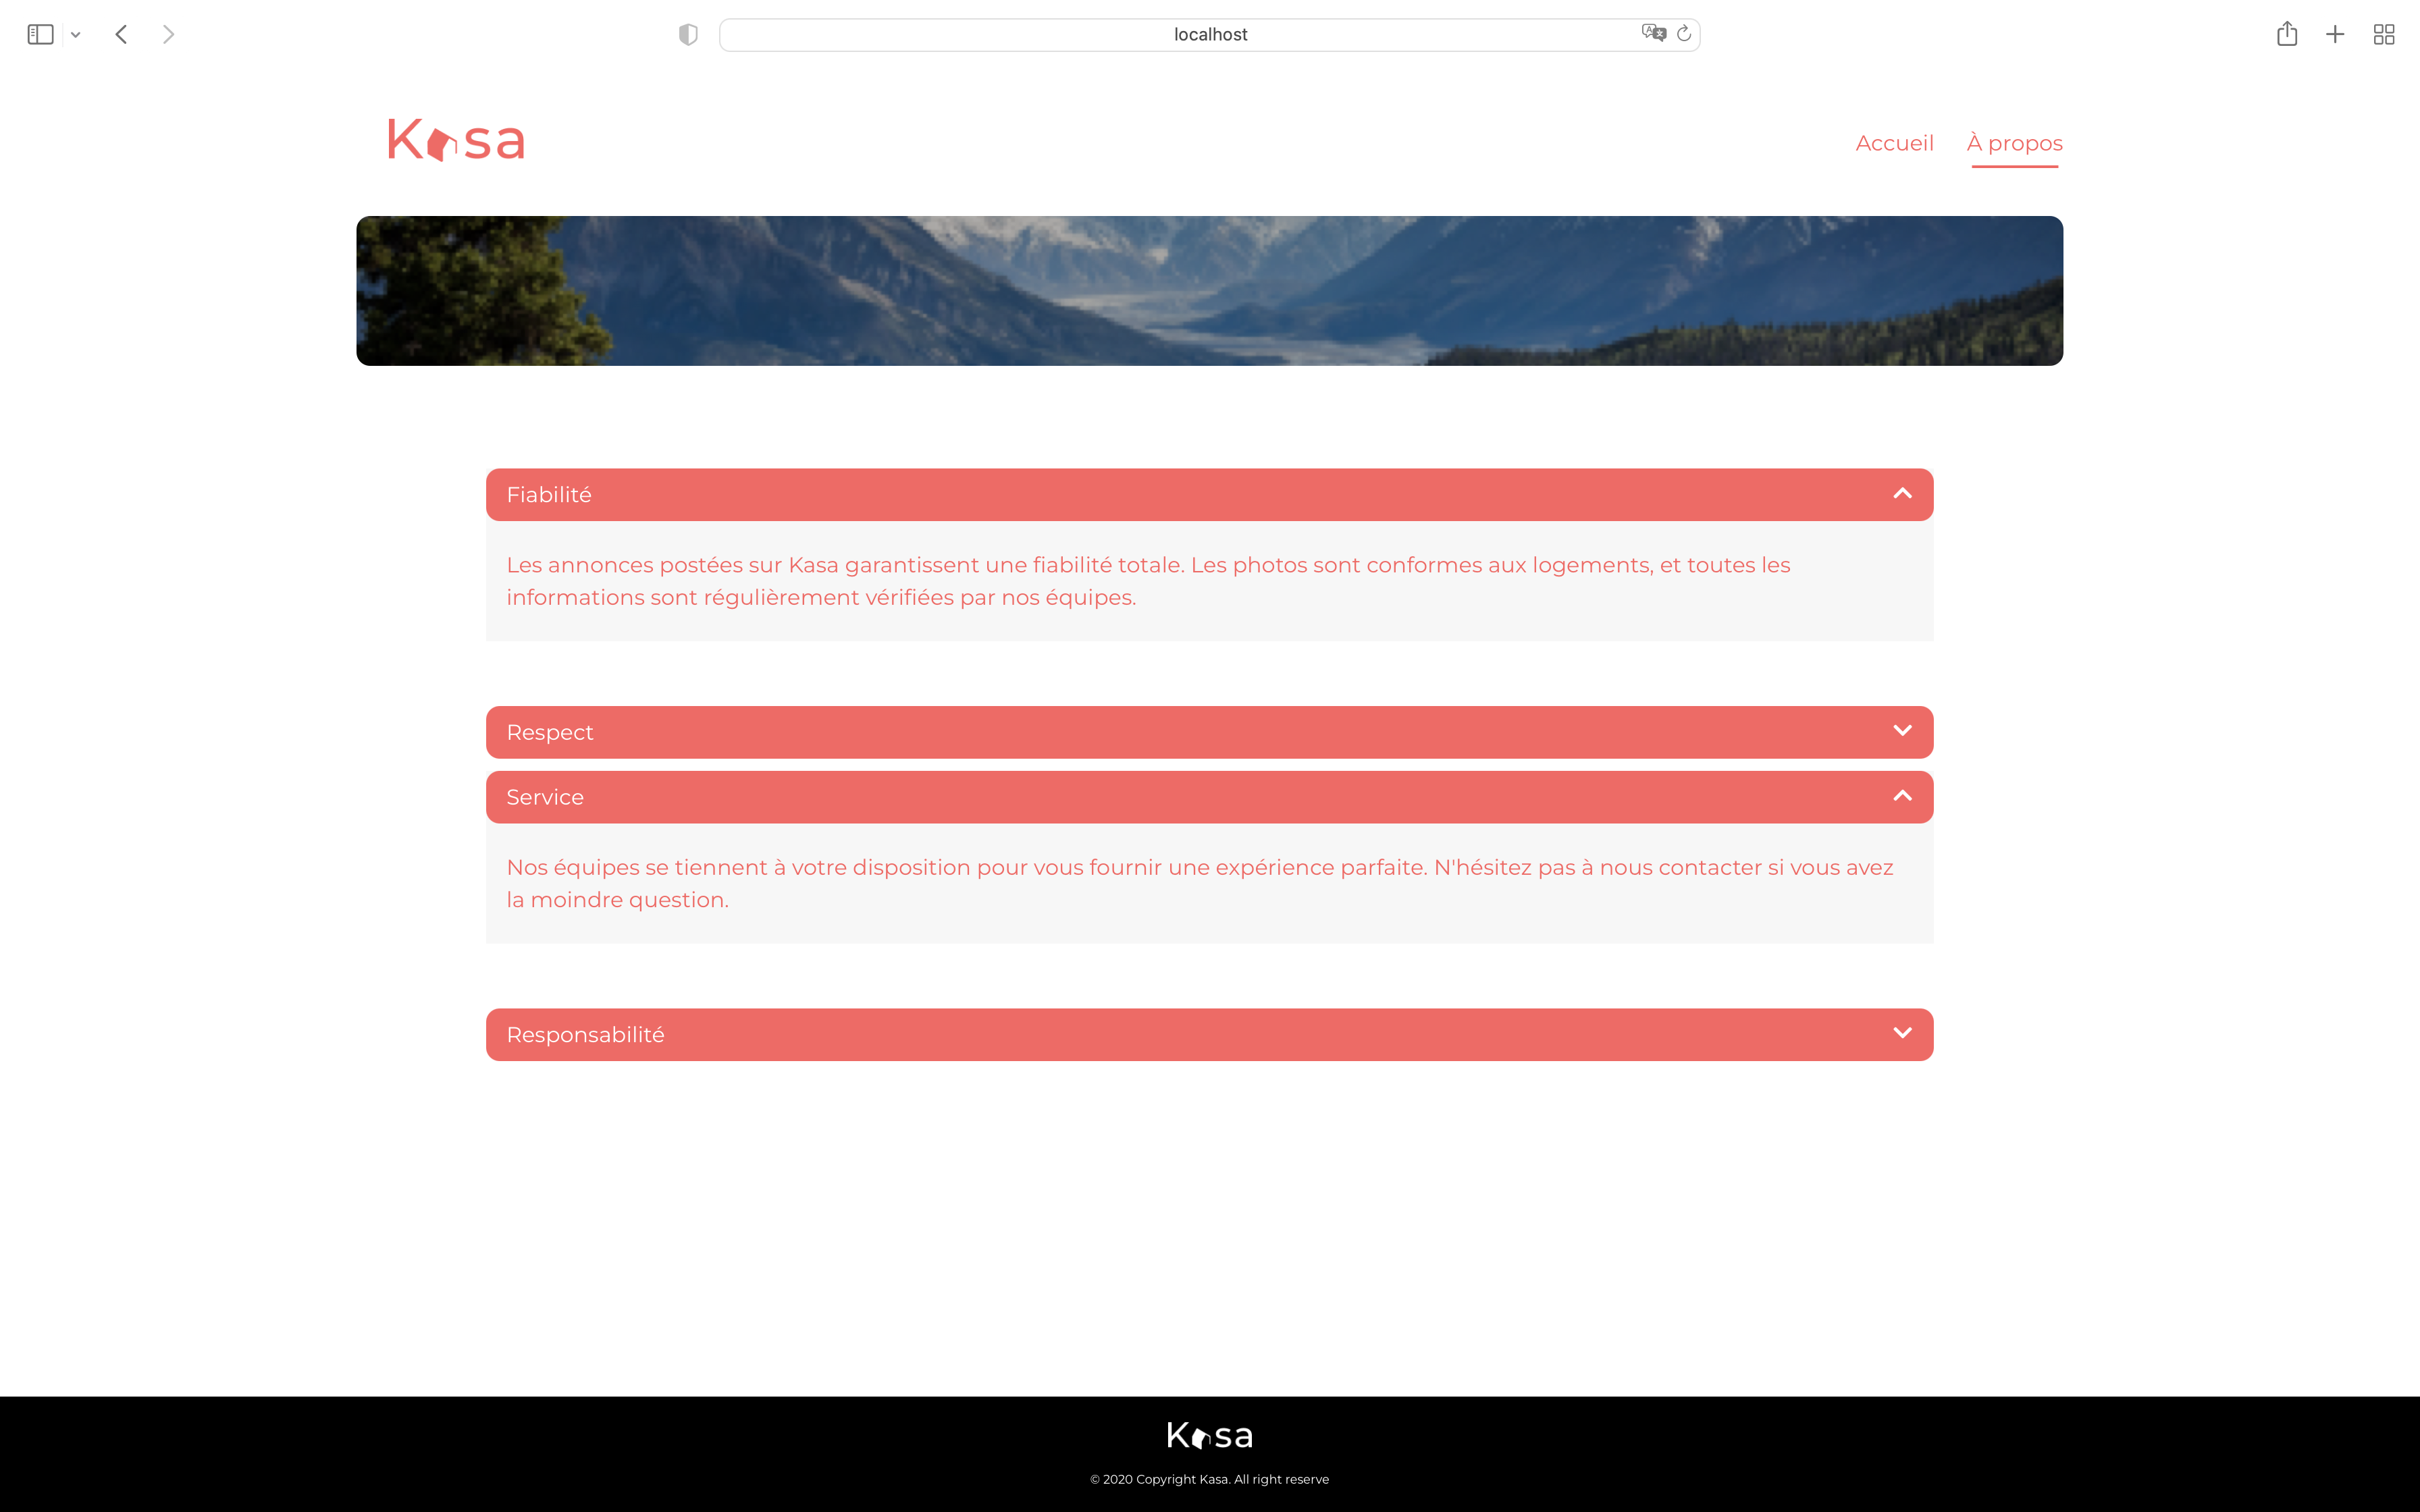 localhost
Kasa
Accueil À propos
Fiabilité
Les annonces postées sur Kasa garantissent une fiabilité totale. Les photos sont conformes aux logements, et toutes les
informations sont régulièrement vérifiées par nos équipes.
Respect
Service
Nos équipes se tiennent à votre disposition pour vous fournir une expérience parfaite. N'hésitez pas à nous contacter si vous avez
la moindre question.
Responsabilité
Kasa
© 2020 Copyright Kasa. All right reserve